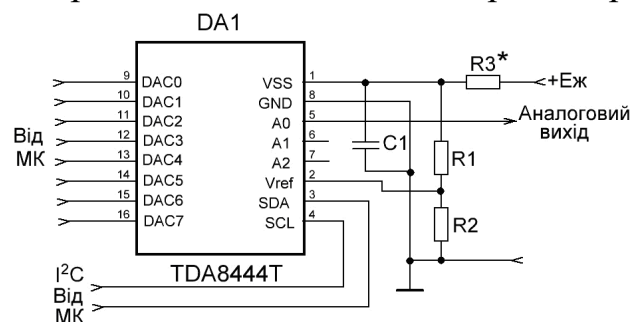 DA1
R3*
+Еж
9 DAC0 VSS 1
10 DAC1 GND 8
11 DAC2 A0 5
Аналоговий
вихід
12 DAC3 A1 6
13 DAC4 A2 7
14 DAC5 Vref 2
15 DAC6 SDA 3
16 DAC7 SCL 4
Від
МК
C1
R1
R2
TDA8444T
I²C
Від
МК